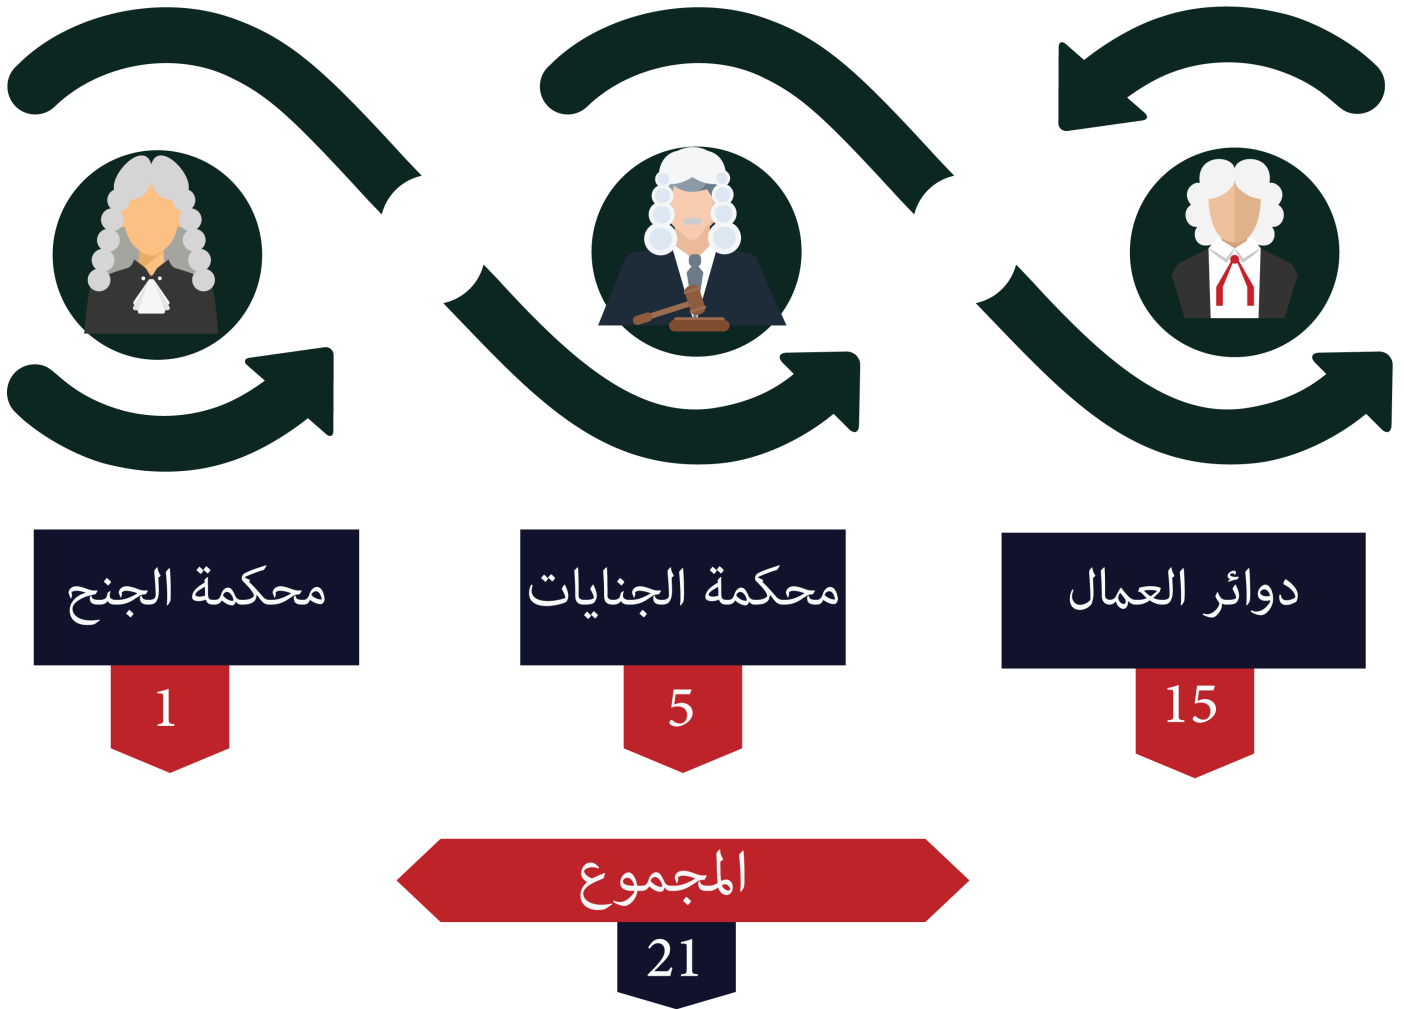 دوائر العمال
15
محكمة الجنايات
5
محكمة الجنح
1
المجموع
21